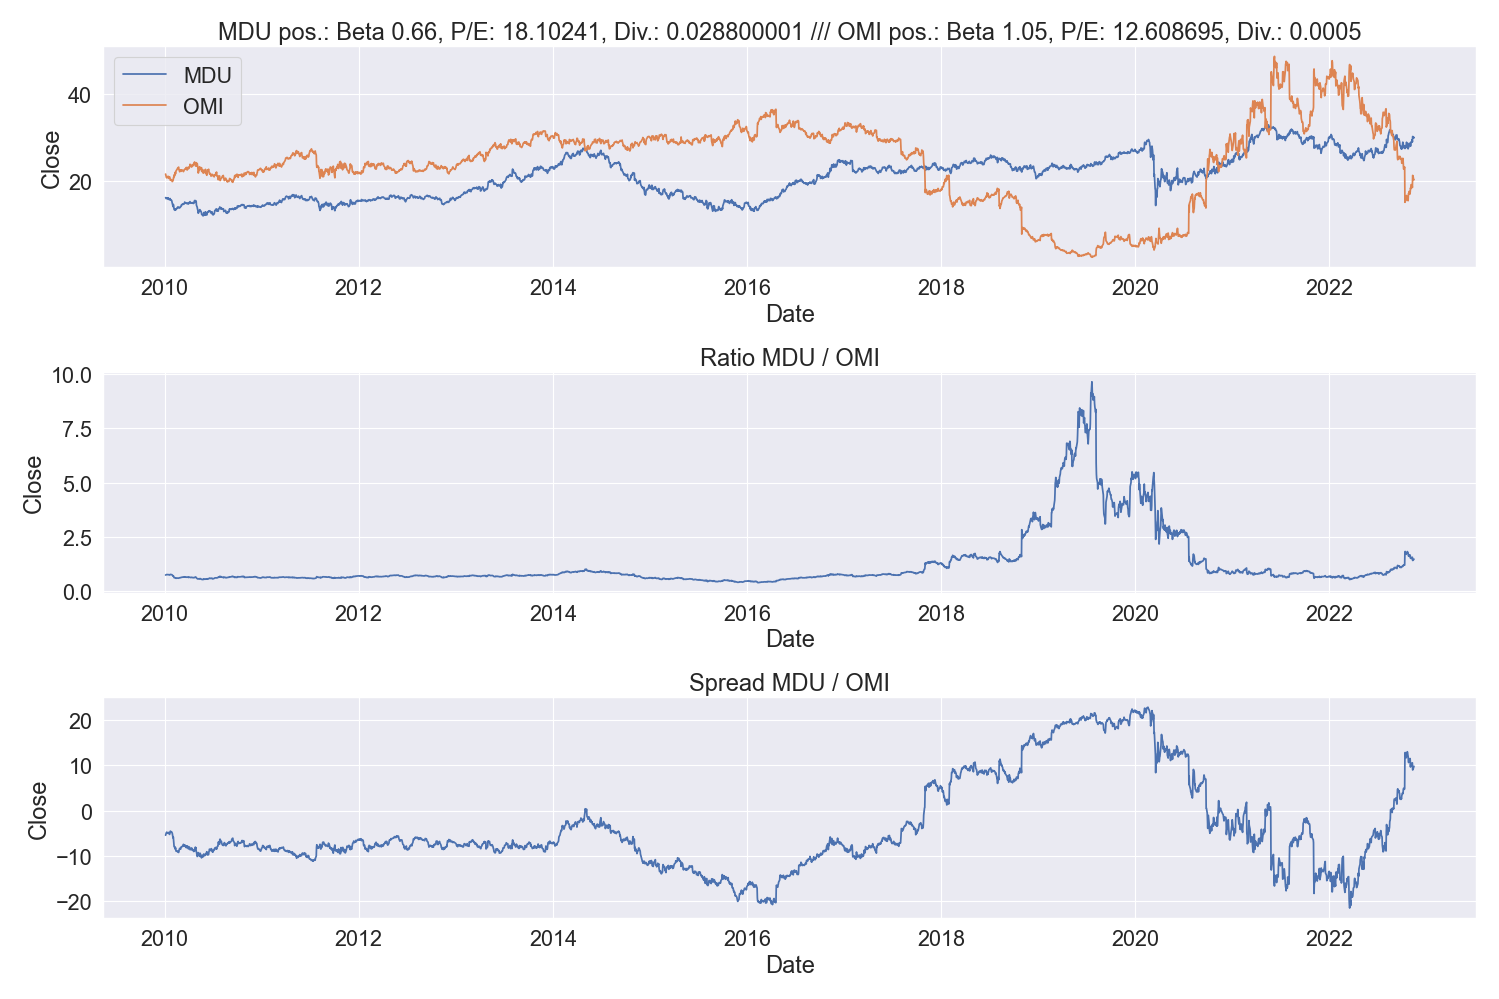 MDU pos.: Beta 0.66, P/E: 18.10241, Div.: 0.028800001 /// OMI pos.: Beta 1.05, P/E: 12.608695, Div.: 0.0005
MDU
OMI
40
20
Close
2010 2012 2014 2016 2018 2020 2022
Date
Ratio MDU / OMI
10.0
7.5
5.0
2.5
0.0
Close
2010 2012 2014 2016 2018 2020 2022
Date
Spread MDU / OMI
20
10
0
−10
−20
Close
2010 2012 2014 2016 2018 2020 2022
Date